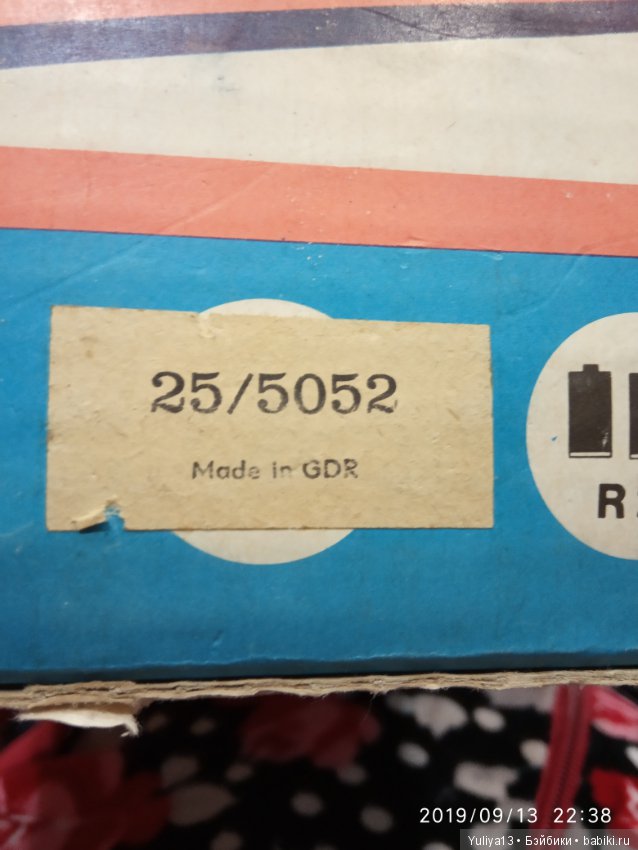 25/5052
Made in GDR
R
2019/09/13 22:38
Yuliya13 • Бэйбики • babiki.ru